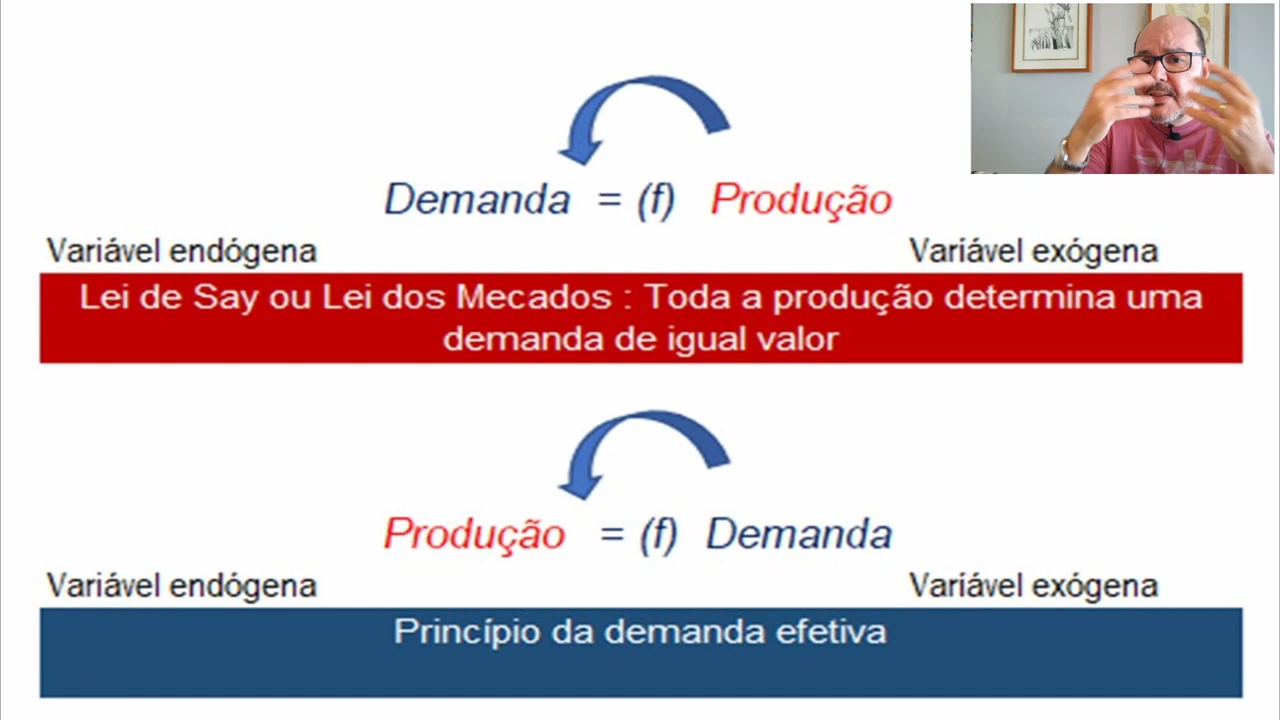 Demanda = (f) Produção
Variável endógena Variável exógena
Lei de Say ou Lei dos Mecados : Toda a produção determina uma
demanda de igual valor
Produção = (f) Demanda
Variável endógena Variável exógena
Princípio da demanda efetiva